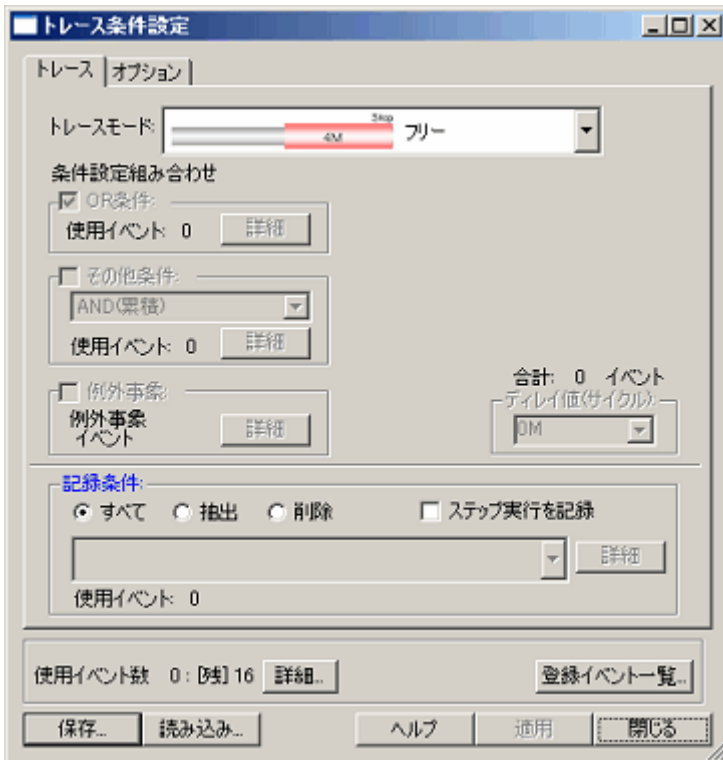 トレース条件設定
トレース オプション
トレースモード: 4M Stop フリー
条件設定組み合わせ
OR条件:
使用イベント: 0 詳細
その他条件:
AND(累積)
使用イベント: 0 詳細
例外事象:
例外事象
イベント 詳細
合計: 0 イベント
ディレイ値(サイクル):
0M
記録条件:
すべて 抽出 削除 ステップ実行を記録
詳細
使用イベント: 0
使用イベント数 0 : [残] 16 詳細... 登録イベント一覧...
保存... 読み込み... ヘルプ 適用 閉じる